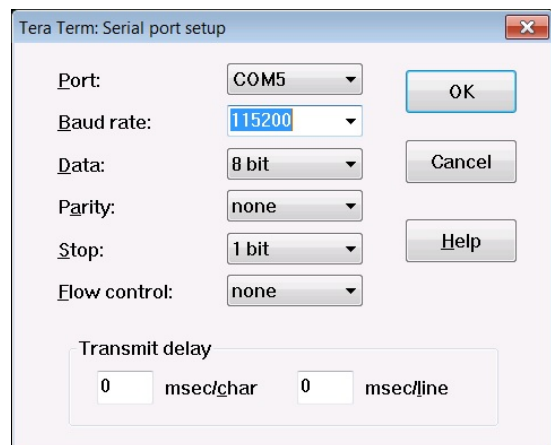 Tera Term: Serial port setup
Port: COM5
OK
Baud rate: 115200
Data: 8 bit
Cancel
Parity: none
Stop: 1 bit
Help
Flow control: none
Transmit delay
0 msec/char 0 msec/line